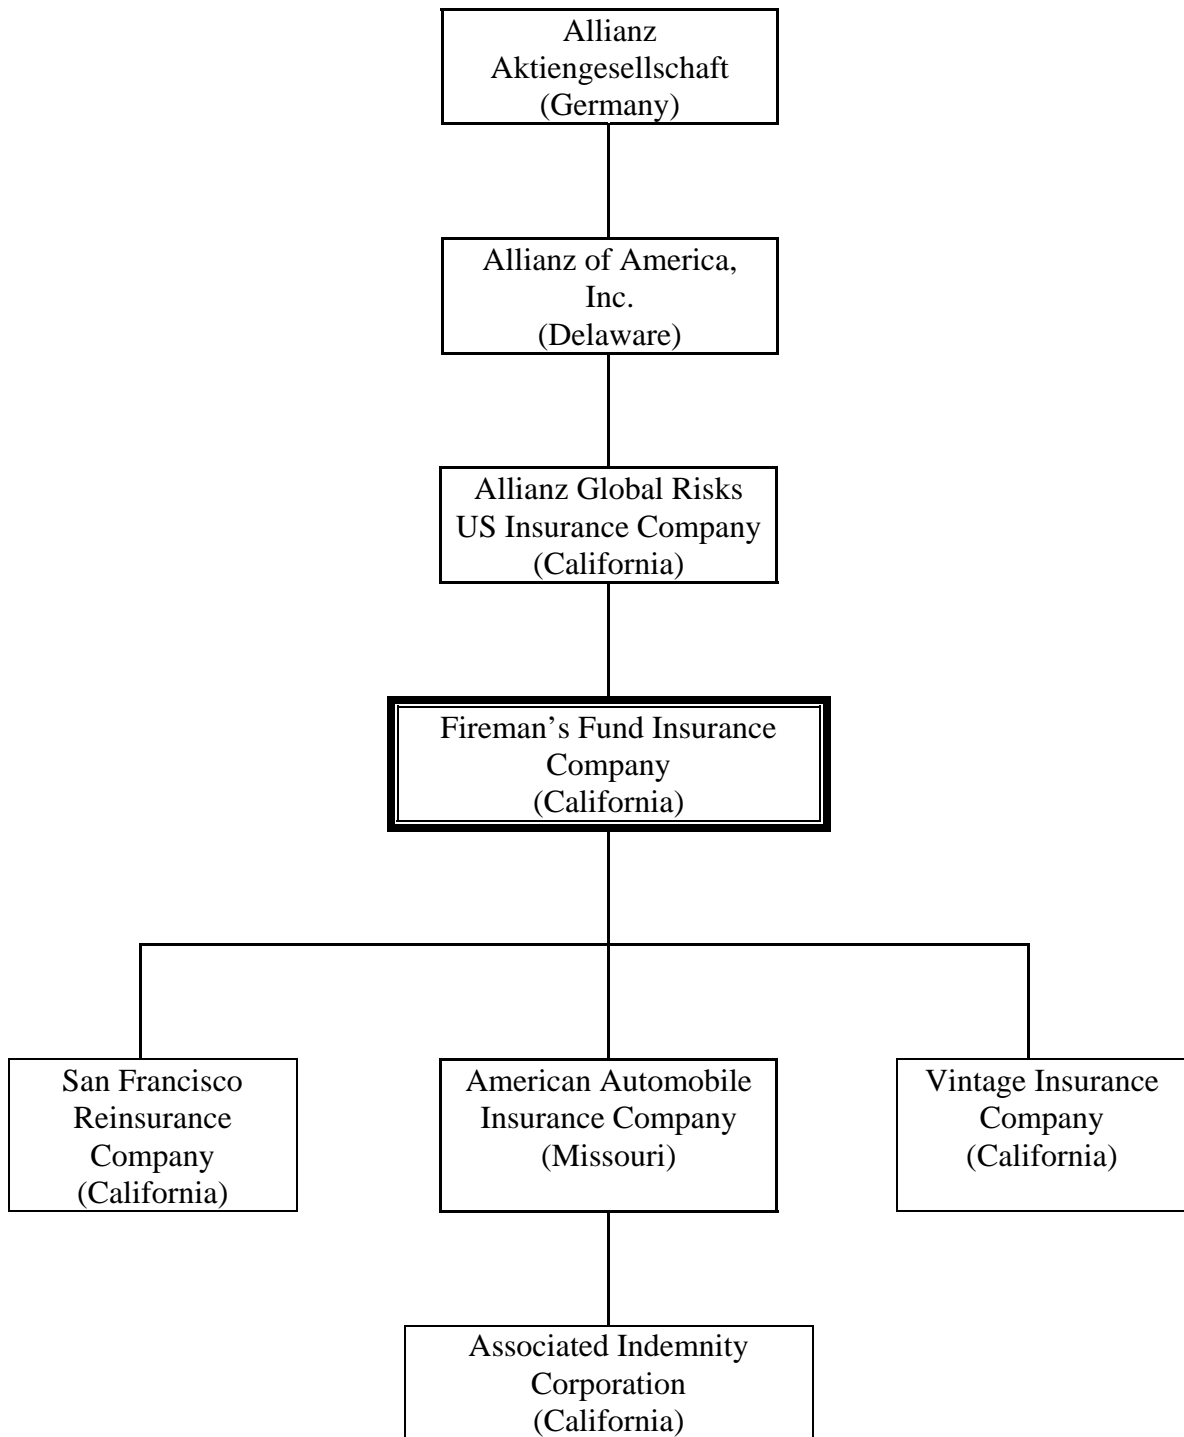 Allianz
Aktiengesellschaft
(Germany)
Allianz of America,
Inc.
(Delaware)
Allianz Global Risks
US Insurance Company
(California)
Fireman’s Fund Insurance
Company
(California)
San Francisco
Reinsurance
Company
(California)
American Automobile
Insurance Company
(Missouri)
Vintage Insurance
Company
(California)
Associated Indemnity
Corporation
(California)